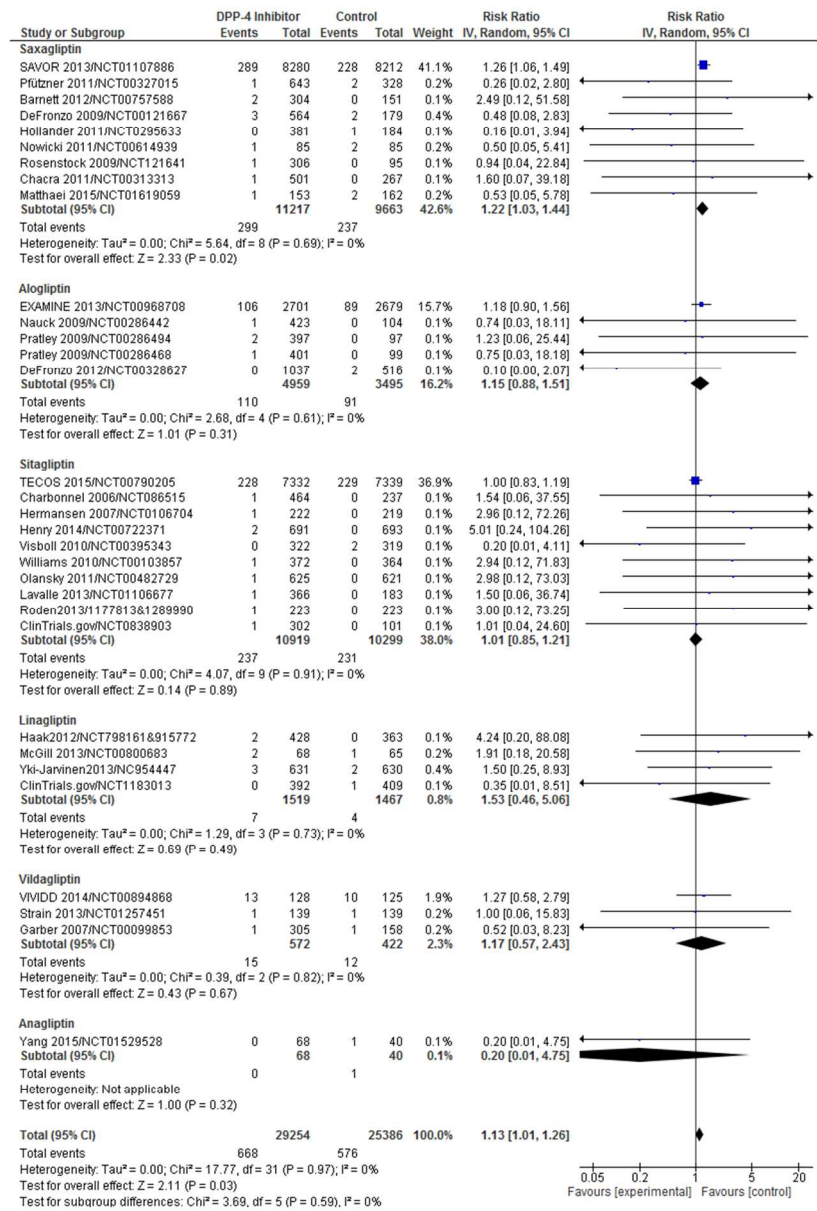 DPP-4 Inhibitor Control Risk Ratio Risk Ratio
Study or Subgroup Events Total Events Total Weight IV, Random, 95% CI IV, Random, 95% CI
Saxagliptin
SAVOR 2013/NCT01107886 289 8280 228 8212 41.1% 1.26 [1.06, 1.49]
Pfützner 2011/NCT00327015 1 643 2 328 0.2% 0.26 [0.02, 2.80]
Barnett 2012/NCT00757588 2 304 0 151 0.1% 2.49 [0.12, 51.58]
DeFronzo 2009/NCT00121667 3 564 2 179 0.4% 0.48 [0.08, 2.83]
Hollander 2011/NCT0295633 0 381 1 184 0.1% 0.16 [0.01, 3.94]
Nowicki 2011/NCT00614939 1 85 2 85 0.2% 0.50 [0.05, 5.41]
Rosenstock 2009/NCT121641 1 306 0 95 0.1% 0.94 [0.04, 22.84]
Chacra 2011/NCT00313313 1 501 0 267 0.1% 1.60 [0.07, 39.18]
Matthaei 2015/NCT01619059 1 153 2 162 0.2% 0.53 [0.05, 5.78]
Subtotal (95% CI) 11217 9663 42.6% 1.22 [1.03, 1.44]
Total events 299 237
Heterogeneity: Tau² = 0.00; Chi² = 5.64, df = 8 (P = 0.69); I² = 0%
Test for overall effect: Z = 2.33 (P = 0.02)
Alogliptin
EXAMINE 2013/NCT00968708 106 2701 89 2679 15.7% 1.18 [0.90, 1.56]
Nauck 2009/NCT00286442 1 423 0 104 0.1% 0.74 [0.03, 18.11]
Pratley 2009/NCT00286494 2 397 0 97 0.1% 1.23 [0.06, 25.44]
Pratley 2009/NCT00286468 1 401 0 99 0.1% 0.75 [0.03, 18.18]
DeFronzo 2012/NCT00328627 0 1037 2 516 0.1% 0.10 [0.00, 2.07]
Subtotal (95% CI) 4959 3495 16.2% 1.15 [0.88, 1.51]
Total events 110 91
Heterogeneity: Tau² = 0.00; Chi² = 2.68, df = 4 (P = 0.61); I² = 0%
Test for overall effect: Z = 1.01 (P = 0.31)
Sitagliptin
TECOS 2015/NCT00790205 228 7332 229 7339 36.9% 1.00 [0.83, 1.19]
Charbonnel 2006/NCT086515 1 464 0 237 0.1% 1.54 [0.06, 37.55]
Hermansen 2007/NCT0106704 1 222 0 219 0.1% 2.96 [0.12, 72.26]
Henry 2014/NCT00722371 2 691 0 693 0.1% 5.01 [0.24, 104.26]
Visboll 2010/NCT00395343 0 322 2 319 0.1% 0.20 [0.01, 4.11]
Williams 2010/NCT00103857 1 372 0 364 0.1% 2.94 [0.12, 71.83]
Olansky 2011/NCT00482729 1 625 0 621 0.1% 2.98 [0.12, 73.03]
Lavalle 2013/NCT01106677 1 366 0 183 0.1% 1.50 [0.06, 36.74]
Roden2013/1177813&1289990 1 223 0 223 0.1% 3.00 [0.12, 73.25]
ClinTrials.gov/NCT0838903 1 302 0 101 0.1% 1.01 [0.04, 24.60]
Subtotal (95% CI) 10919 10299 38.0% 1.01 [0.85, 1.21]
Total events 237 231
Heterogeneity: Tau² = 0.00; Chi² = 4.07, df = 9 (P = 0.91); I² = 0%
Test for overall effect: Z = 0.14 (P = 0.89)
Linagliptin
Haak2012/NCT798161&915772 2 428 0 363 0.1% 4.24 [0.20, 88.08]
McGill 2013/NCT00800683 2 68 1 65 0.2% 1.91 [0.18, 20.58]
Yki-Jarvinen2013/NC954447 3 631 2 630 0.4% 1.50 [0.25, 8.93]
ClinTrials.gov/NCT1183013 0 392 1 409 0.1% 0.35 [0.01, 8.51]
Subtotal (95% CI) 1519 1467 0.8% 1.53 [0.46, 5.06]
Total events 7 4
Heterogeneity: Tau² = 0.00; Chi² = 1.29, df = 3 (P = 0.73); I² = 0%
Test for overall effect: Z = 0.69 (P = 0.49)
Vildagliptin
VIVIDD 2014/NCT00894868 13 128 10 125 1.9% 1.27 [0.58, 2.79]
Strain 2013/NCT01257451 1 139 1 139 0.2% 1.00 [0.06, 15.83]
Garber 2007/NCT00099853 1 305 1 158 0.2% 0.52 [0.03, 8.23]
Subtotal (95% CI) 572 422 2.3% 1.17 [0.57, 2.43]
Total events 15 12
Heterogeneity: Tau² = 0.00; Chi² = 0.39, df = 2 (P = 0.82); I² = 0%
Test for overall effect: Z = 0.43 (P = 0.67)
Anagliptin
Yang 2015/NCT01529528 0 68 1 40 0.1% 0.20 [0.01, 4.75]
Subtotal (95% CI) 68 40 0.1% 0.20 [0.01, 4.75]
Total events 0 1
Heterogeneity: Not applicable
Test for overall effect: Z = 1.00 (P = 0.32)
Total (95% CI) 29254 25386 100.0% 1.13 [1.01, 1.26]
Total events 668 576
Heterogeneity: Tau² = 0.00; Chi² = 17.77, df = 31 (P = 0.97); I² = 0%
Test for overall effect: Z = 2.11 (P = 0.03)
Test for subgroup differences: Chi² = 3.69, df = 5 (P = 0.59), I² = 0%
0.05 0.2 1 5 20
Favours [experimental] Favours [control]